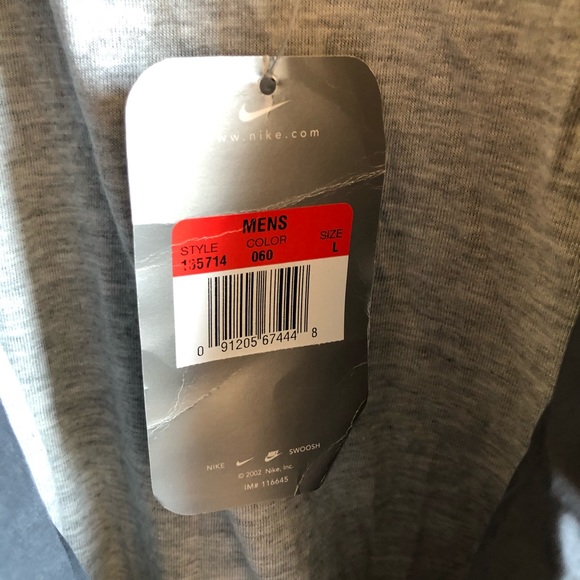 www.nike.com
MENS
STYLE COLOR SIZE
060 L
0 91205 67444 8
NIKE SWOOSH
© 2002 Nike, Inc.
IM# 116645